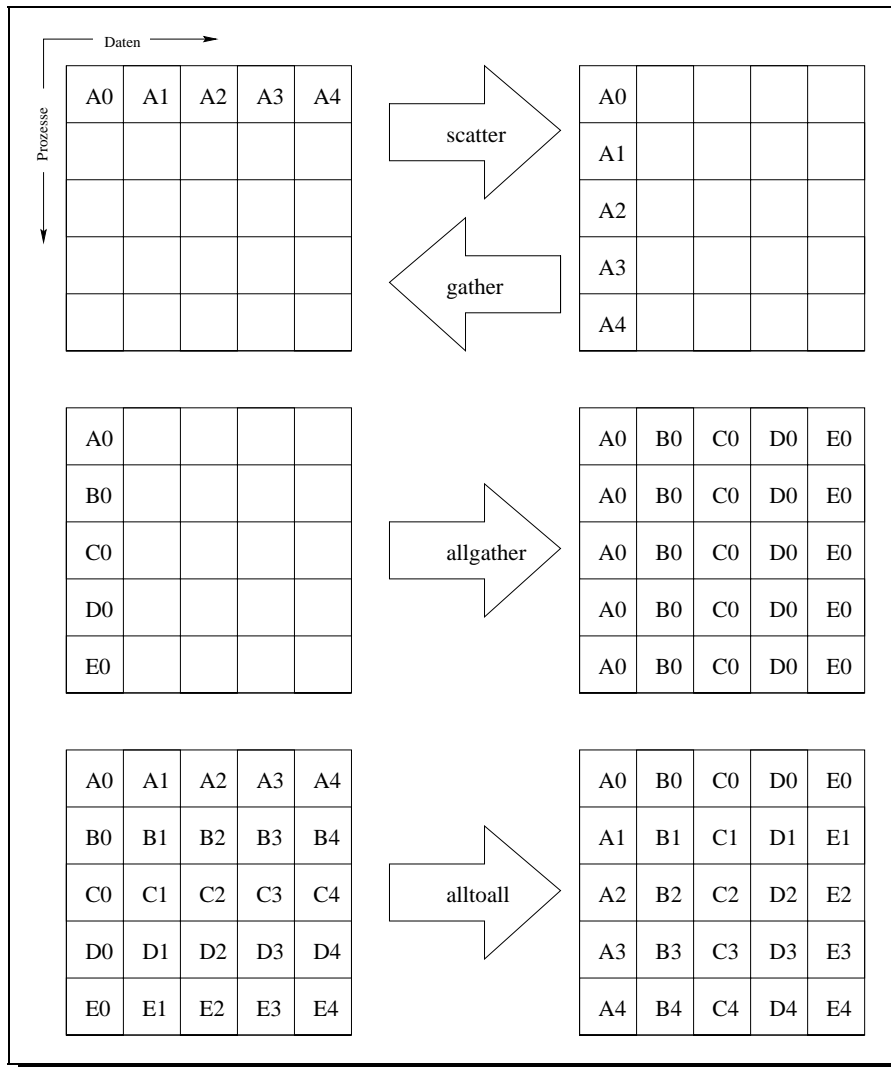 Daten
Prozesse
A0 A1 A2 A3 A4
scatter
gather
A0
A1
A2
A3
A4
A0
B0
C0
D0
E0
allgather
A0 B0 C0 D0 E0
A0 B0 C0 D0 E0
A0 B0 C0 D0 E0
A0 B0 C0 D0 E0
A0 B0 C0 D0 E0
A0 A1 A2 A3 A4
B0 B1 B2 B3 B4
C0 C1 C2 C3 C4
D0 D1 D2 D3 D4
E0 E1 E2 E3 E4
alltoall
A0 B0 C0 D0 E0
A1 B1 C1 D1 E1
A2 B2 C2 D2 E2
A3 B3 C3 D3 E3
A4 B4 C4 D4 E4